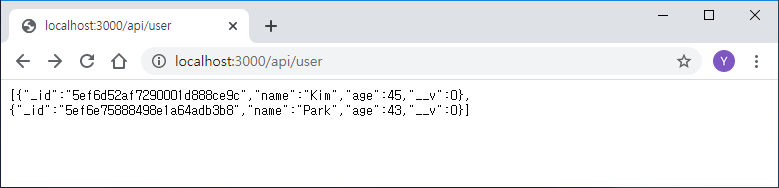 localhost:3000/api/user
localhost:3000/api/user
Y
[{"_id":"5ef6d52af7290001d888ce9c","name":"Kim","age":45,"__v":0},
{"_id":"5ef6e75888498e1a64adb3b8","name":"Park","age":43,"__v":0}]